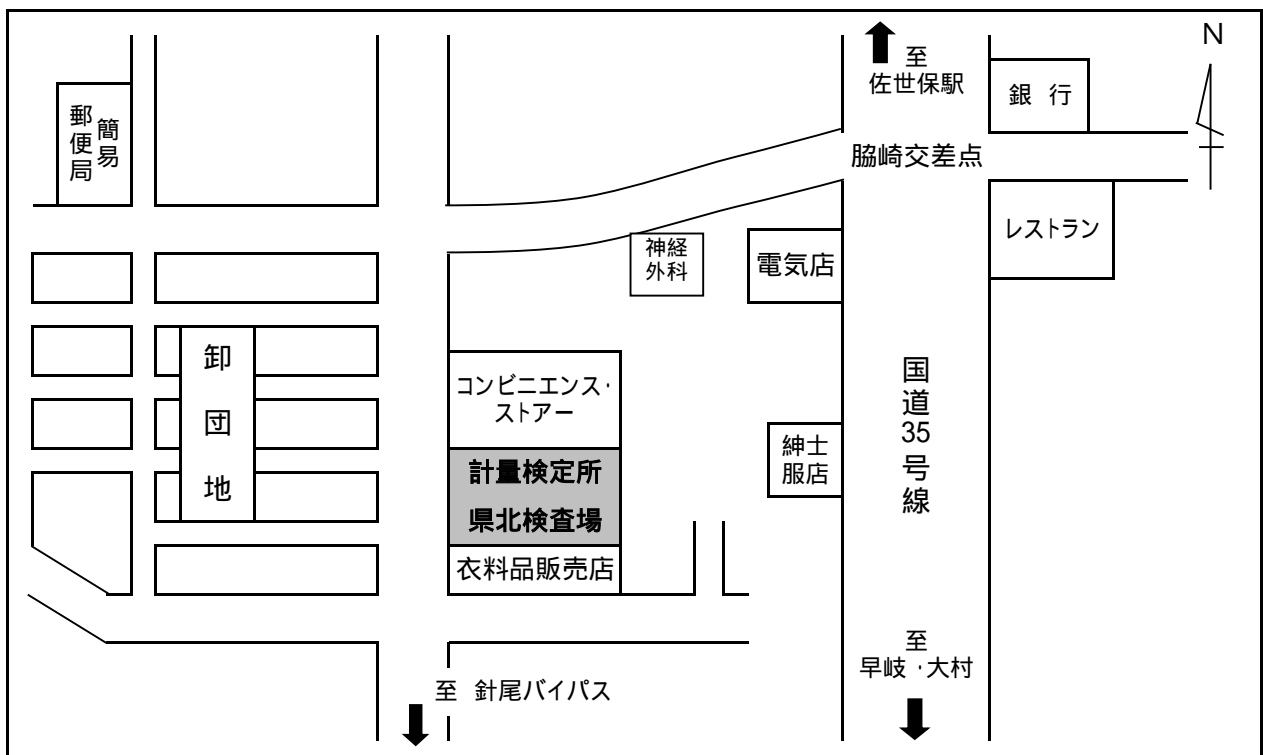 N
至
佐世保駅
銀 行
簡易
郵便局
脇崎交差点
レストラン
神経
外科
電気店
卸団地
コンビニエンス・
ストアー
国道35号線
紳士
服店
計量検定所
県北検査場
衣料品販売店
至
早岐・大村
至 針尾バイパス